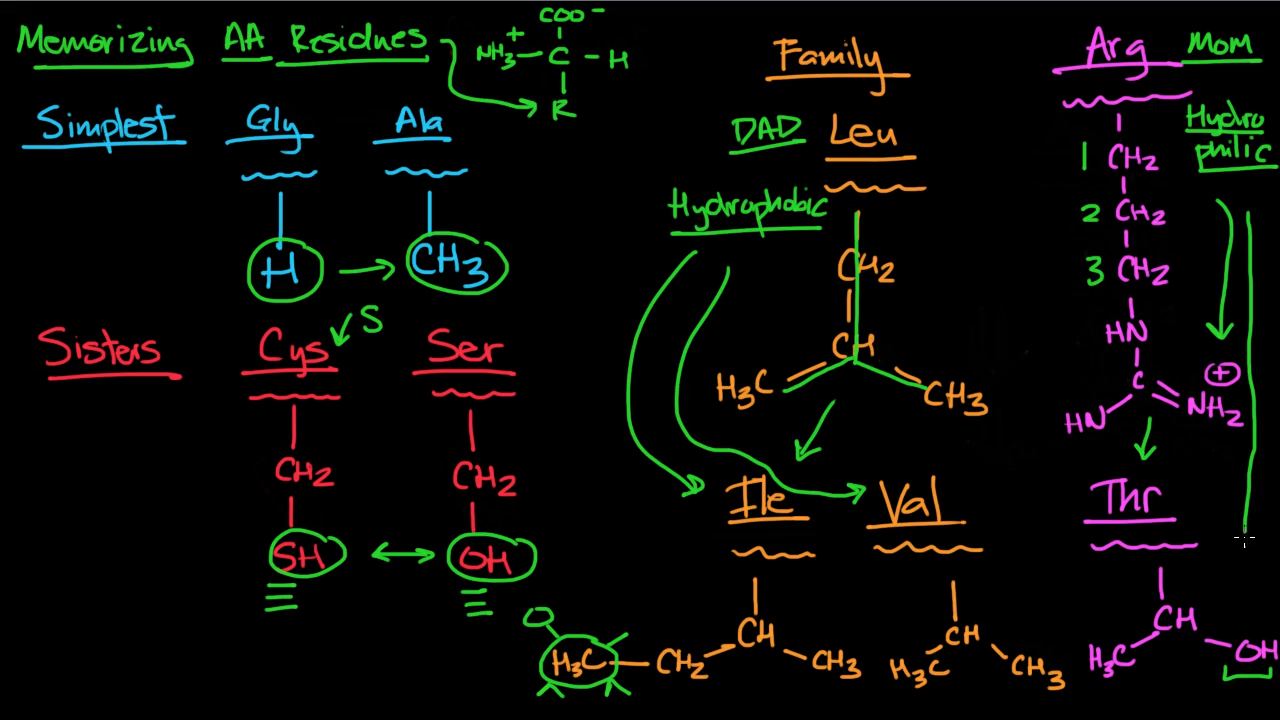 Memorizing AA Residues
COO⁻
NH₃⁺ - C - H
R
Simplest Gly Ala
H → CH₃
S
Sisters Cys Ser
CH₂ CH₂
SH ↔ OH
Family
DAD Leu
Hydrophobic
CH₂
CH
H₃C CH₃
Ile Val
CH
H₃C CH₂ CH₃
O
CH
H₃C CH₃
Arg Mom
Hydro
philic
1 CH₂
2 CH₂
3 CH₂
HN
C +
HN NH₂
Thr
CH
H₃C OH